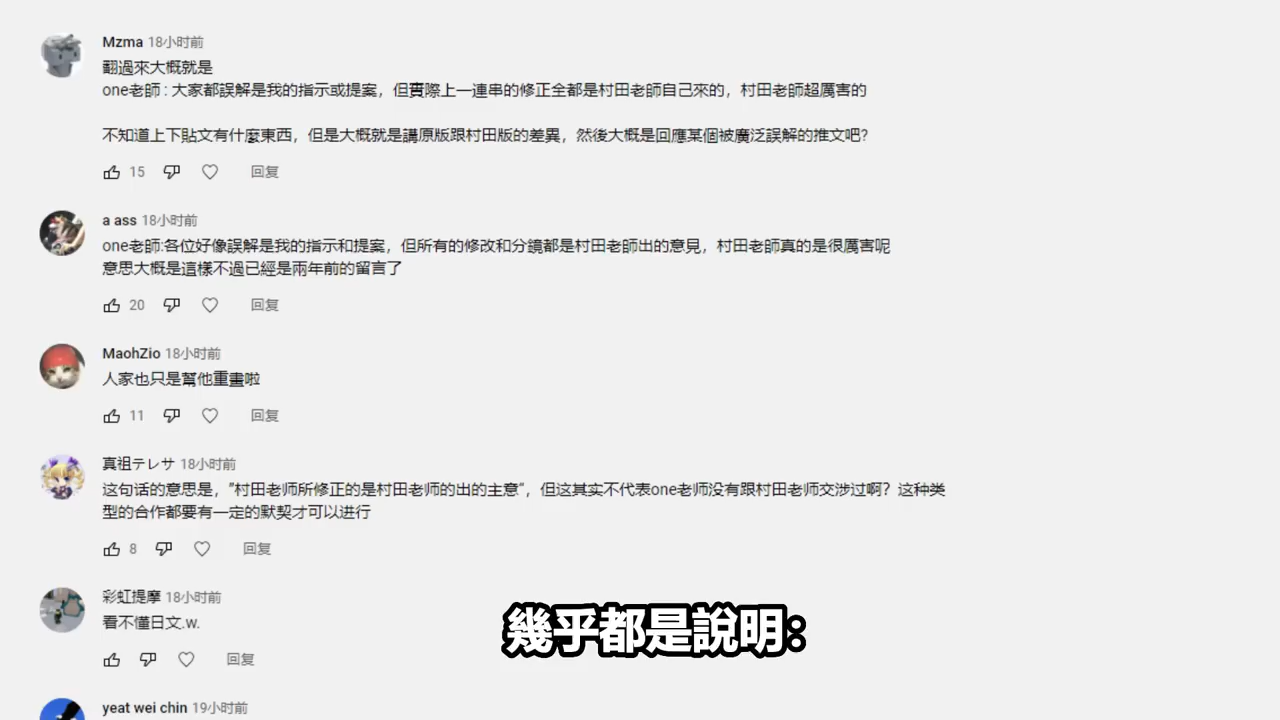 Mzma 18小时前
翻過來大概就是
one老師 : 大家都誤解是我的指示或提案，但實際上一連串的修正全都是村田老師自己來的，村田老師超厲害的
不知道上下貼文有什麼東西，但是大概就是講原版跟村田版的差異，然後大概是回應某個被廣泛誤解的推文吧?
15 回复
a ass 18小时前
one老師:各位好像誤解是我的指示和提案，但所有的修改和分鏡都是村田老師出的意見，村田老師真的是很厲害呢
意思大概是這樣不過已經是兩年前的留言了
20 回复
MaohZio 18小时前
人家也只是幫他重畫啦
11 回复
真祖テレサ 18小时前
这句话的意思是，"村田老师所修正的是村田老师的出的主意"，但这其实不代表one老师没有跟村田老师交涉过啊？这种类
型的合作都要有一定的默契才可以进行
8 回复
彩虹提摩 18小时前
看不懂日文.w.
回复
幾乎都是說明：
yeat wei chin 19小时前